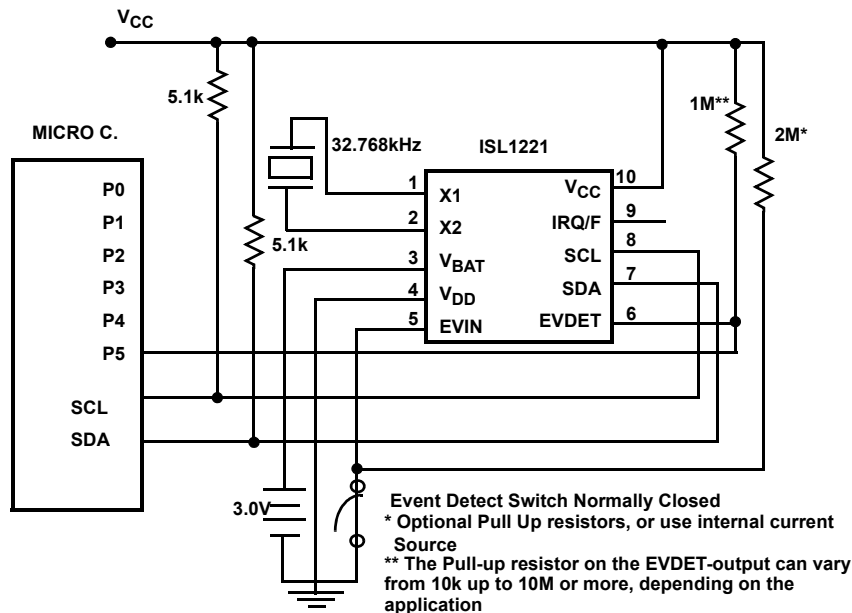 VCC
5.1k
1M**
2M*
MICRO C.
32.768kHz
ISL1221
P0
P1
P2
P3
P4
P5
SCL
SDA
5.1k
1
X1
2
X2
3
VBAT
4
VDD
5
EVIN
VCC
10
IRQ/F
9
SCL
8
SDA
7
EVDET
6
3.0V
Event Detect Switch Normally Closed
* Optional Pull Up resistors, or use internal current
Source
** The Pull-up resistor on the EVDET-output can vary
from 10k up to 10M or more, depending on the
application